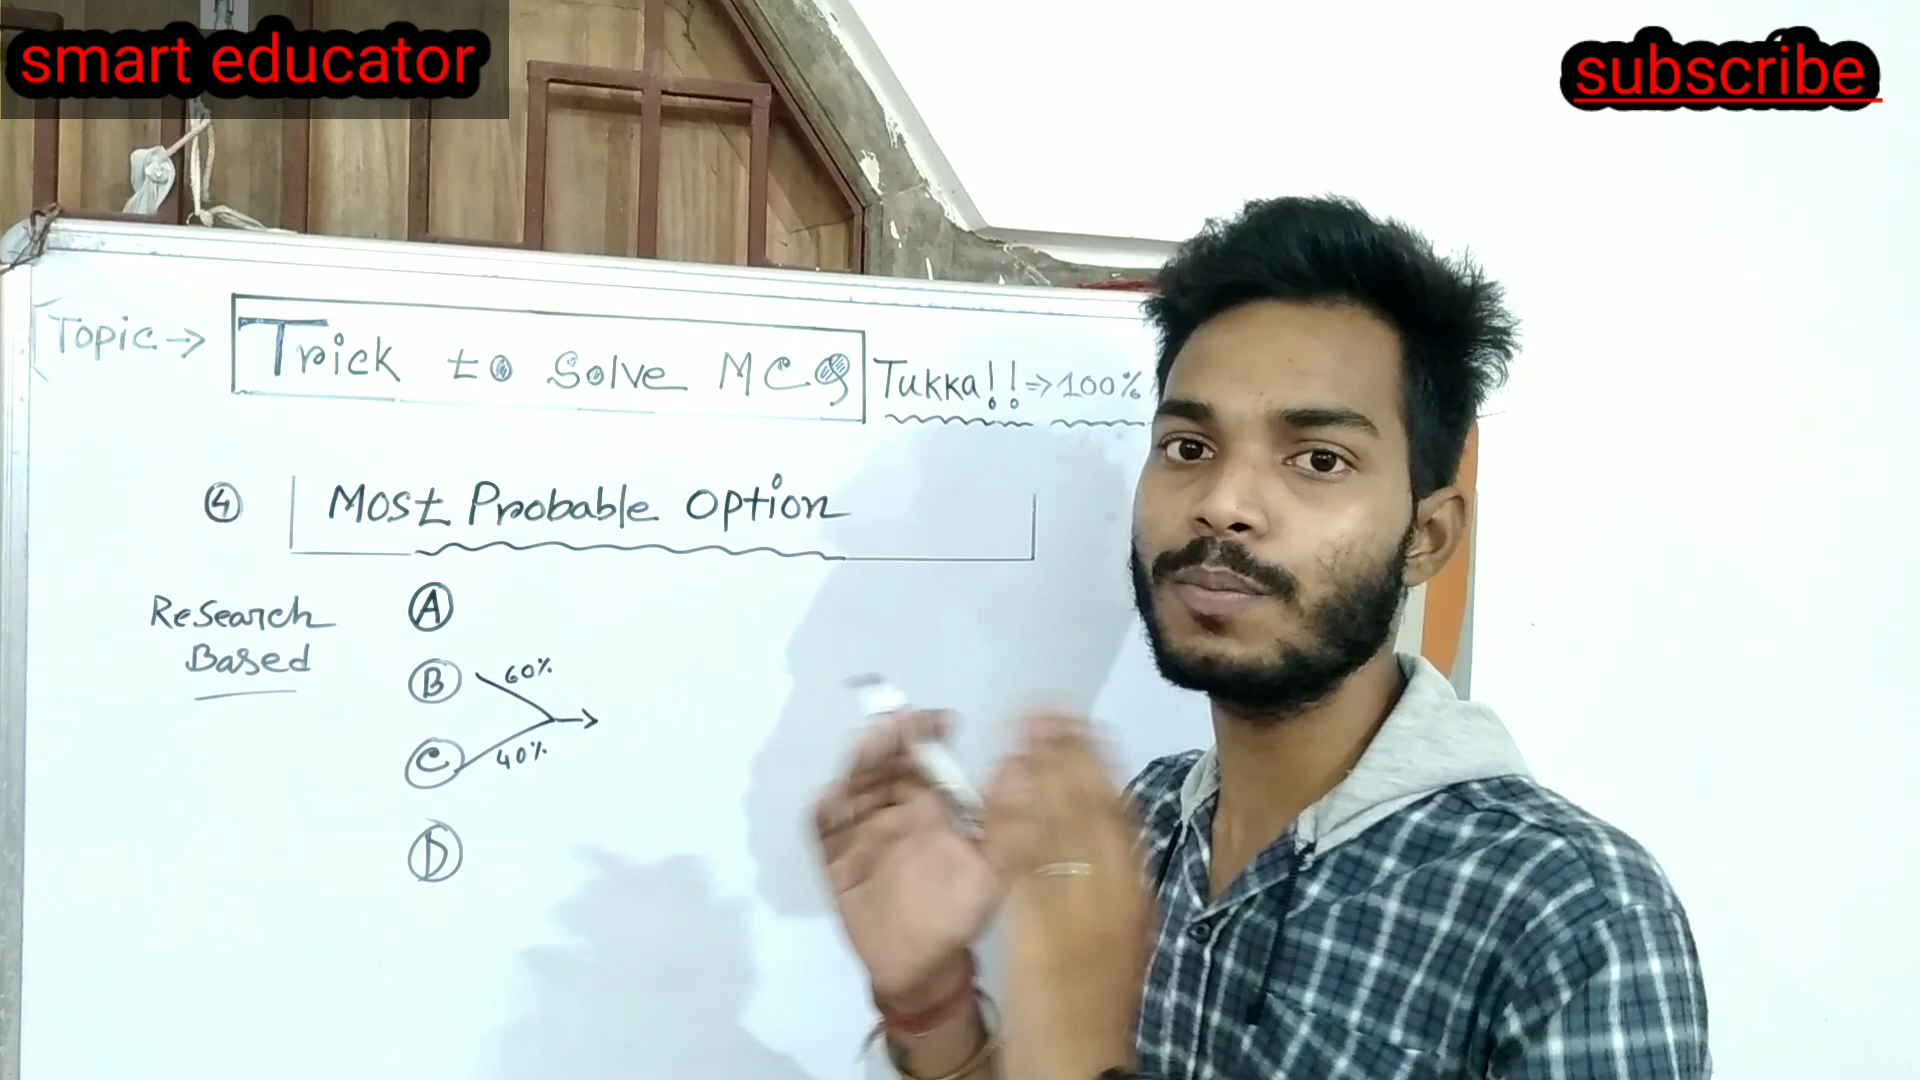 smart educator
subscribe
Topic → Trick to Solve MCQ Tukka!! ⇒ 100%
④ Most Probable Option
Research
Based
A
B 60%
C 40%
D